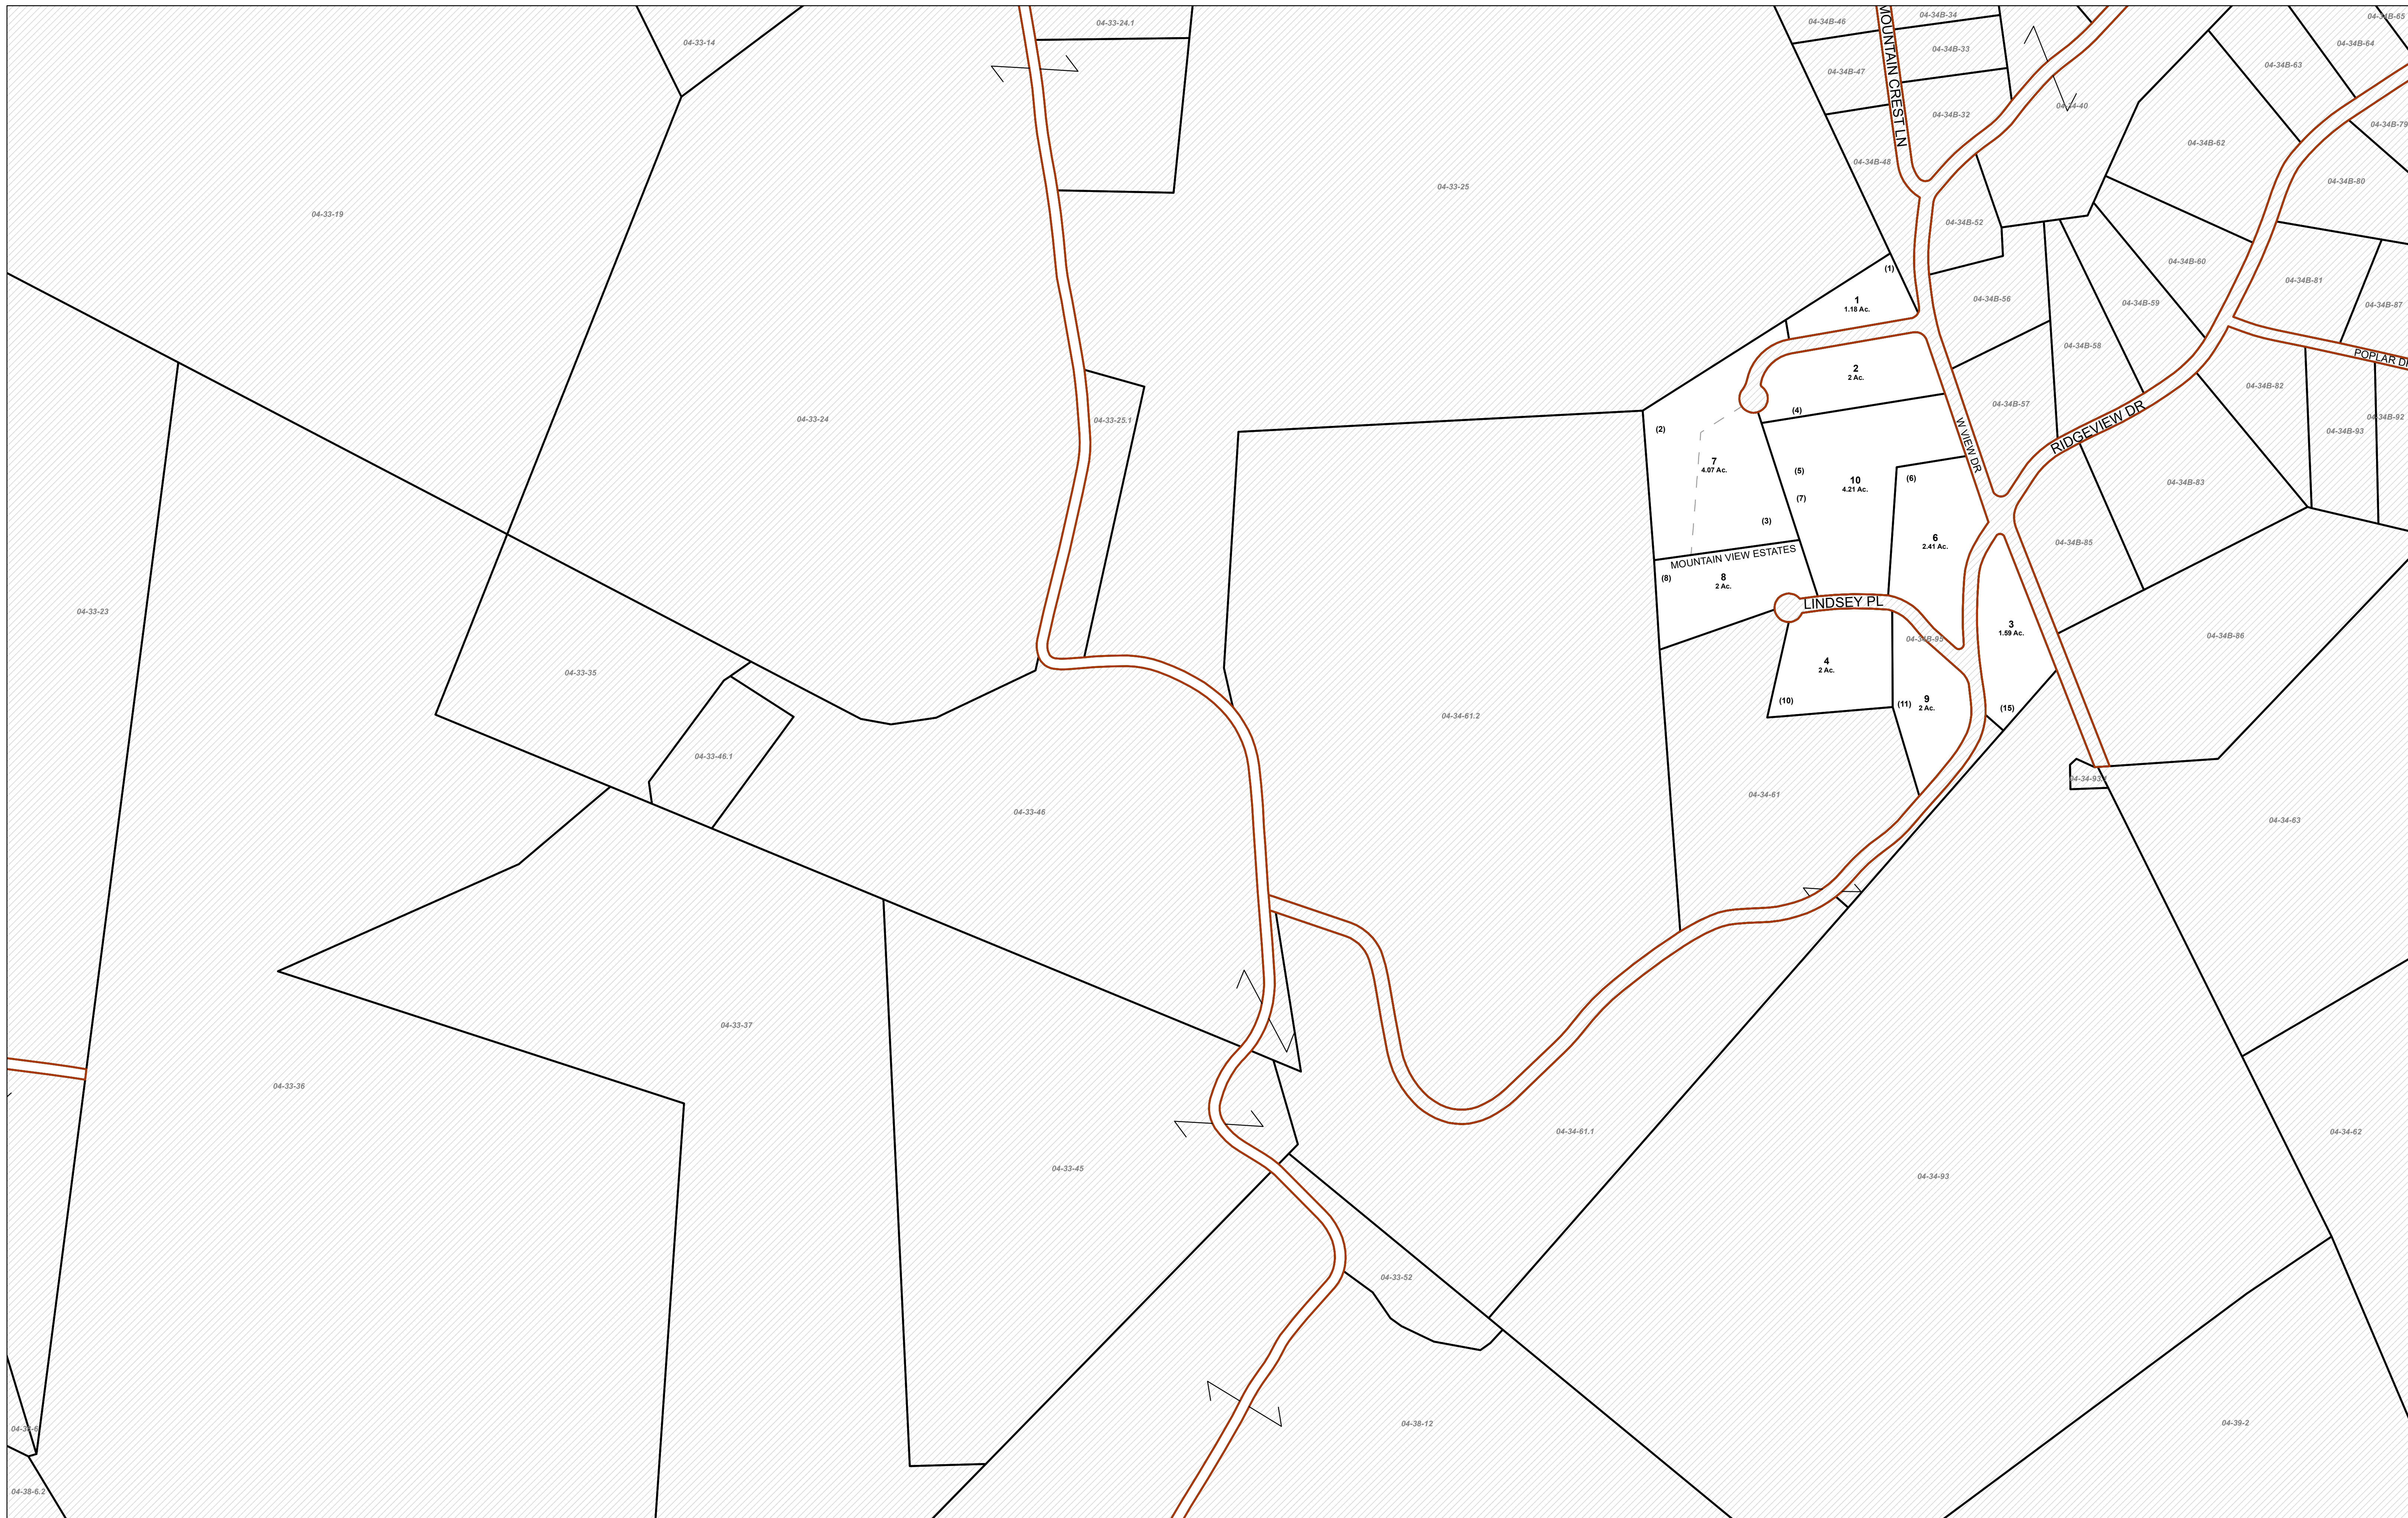 04-33-24.1
04-34B-46
04-34B-34
04-34B-65
04-33-14
04-34B-33
04-34B-64
04-34B-47
MOUNTAIN CREST LN
04-34B-63
04-34-40
04-34B-32
04-34B-79
04-34B-62
04-34B-48
04-34B-80
04-33-25
04-33-19
04-34B-52
04-34B-60
(1)
04-34B-81
1
1.18 Ac.
04-34B-56
04-34B-59
04-34B-87
04-34B-58
POPLAR
2
2 Ac.
04-34B-82
04-34B-57
(4)
RIDGEVIEW DR
04-34B-92
04-33-24
04-33-25.1
(2)
W VIEW DR
04-34B-93
7
4.07 Ac.
(5)
10
4.21 Ac.
(6)
04-34B-83
(7)
(3)
6
2.41 Ac.
04-34B-85
MOUNTAIN VIEW ESTATES
(8)
8
2 Ac.
LINDSEY PL
04-33-23
3
1.59 Ac.
04-34B-95
04-34B-86
4
2 Ac.
04-33-35
(10)
(11)
9
2 Ac.
(15)
04-34-61.2
04-33-46.1
04-34-61
04-33-46
04-34-63
04-33-37
04-33-36
04-34-61.1
04-34-62
04-33-45
04-34-93
04-33-52
04-38-12
04-39-2
04-38-6.2